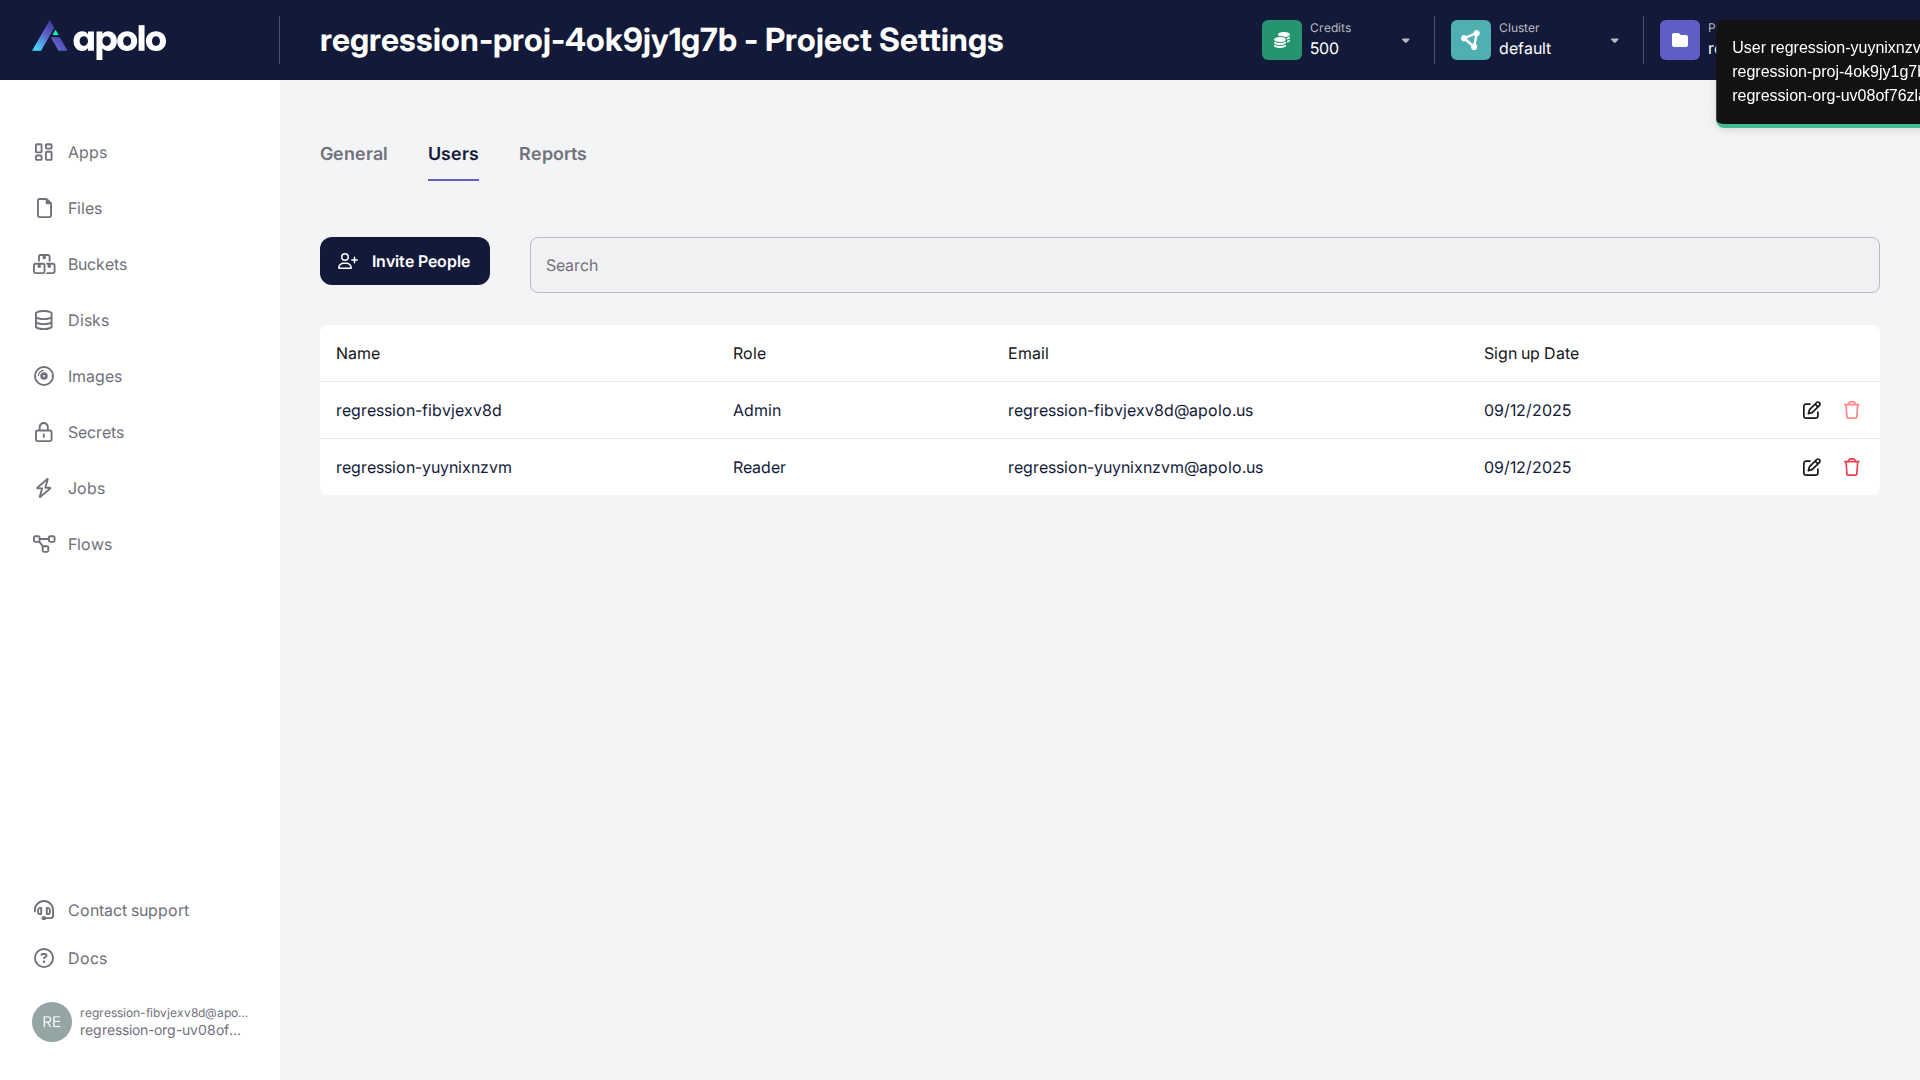 apolo
regression-proj-4ok9jy1g7b - Project Settings
Credits
500
Cluster
default
User regression-yuynixnzv
regression-proj-4ok9jy1g7
regression-org-uv08of76zl
Apps
Files
Buckets
Disks
Images
Secrets
Jobs
Flows
General
Users
Reports
Invite People
Search
Name Role Email Sign up Date
regression-fibvjexv8d Admin regression-fibvjexv8d@apolo.us 09/12/2025
regression-yuynixnzvm Reader regression-yuynixnzvm@apolo.us 09/12/2025
Contact support
Docs
RE
regression-fibvjexv8d@apo...
regression-org-uv08of...